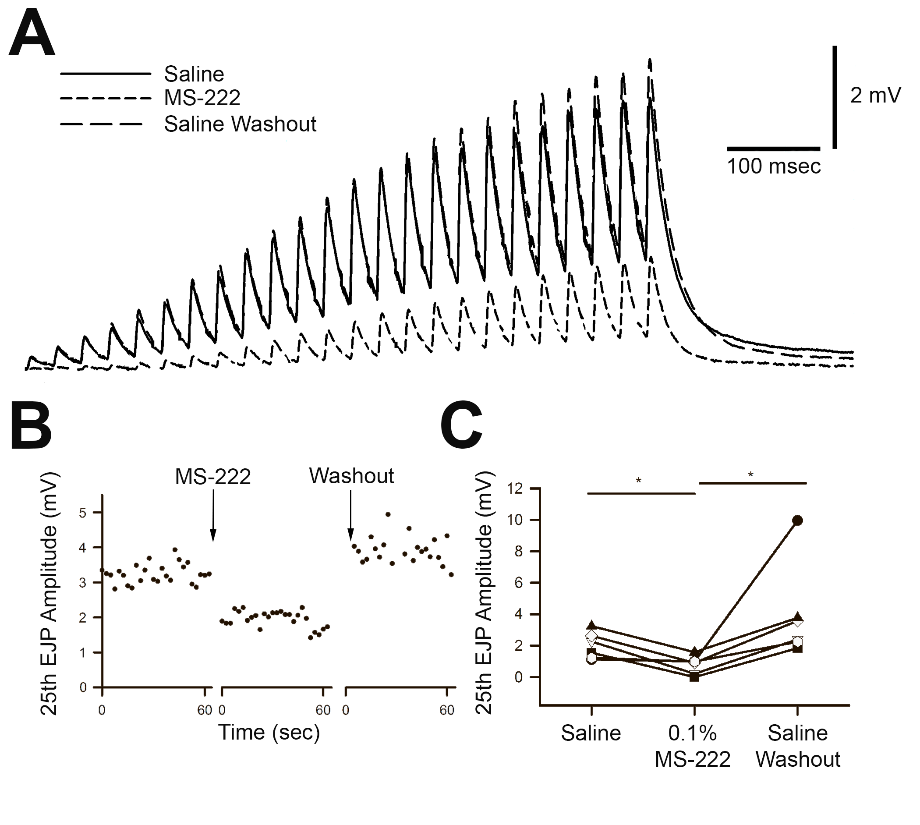 A
Saline
MS-222
Saline Washout
2 mV
100 msec
B
MS-222
Washout
25th EJP Amplitude (mV)
5
4
3
2
1
0
0
60
0
60
0
60
Time (sec)
C
25th EJP Amplitude (mV)
12
10
8
6
4
2
0
*
*
Saline
0.1%
MS-222
Saline
Washout